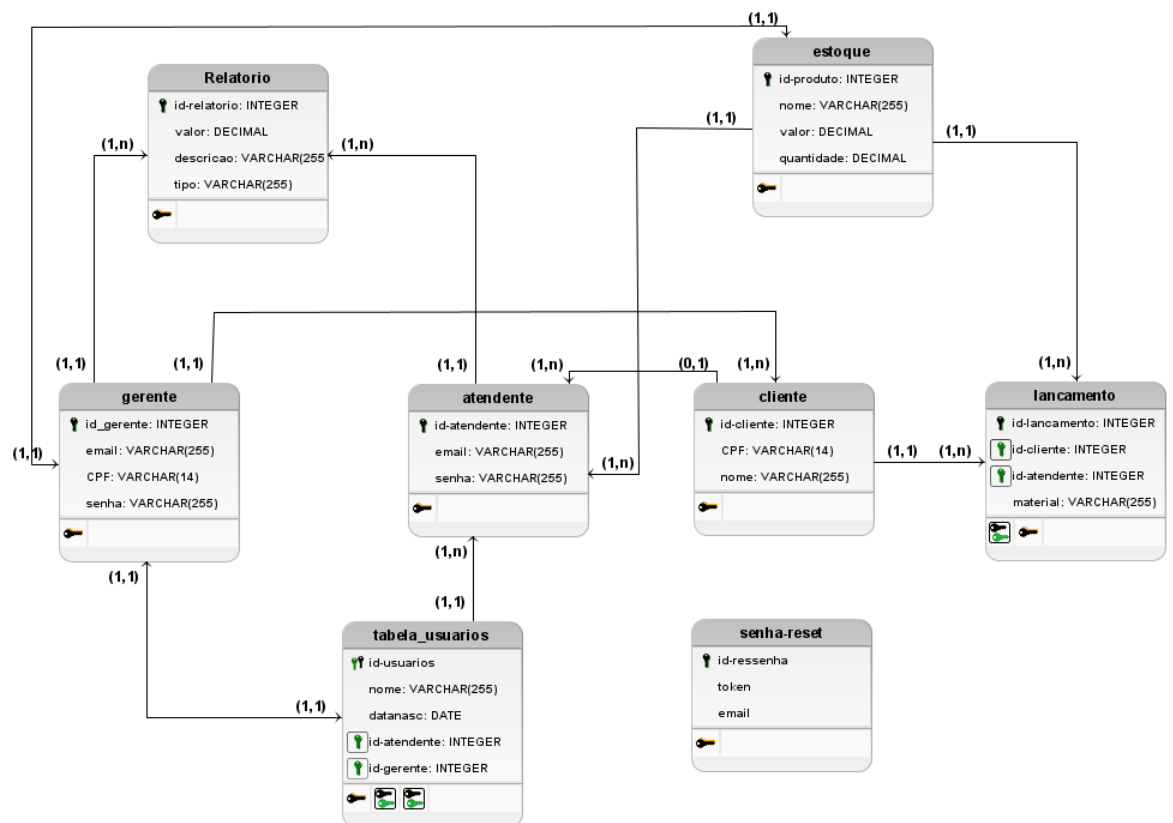 (1,1)
estoque
id-produto: INTEGER
nome: VARCHAR(255)
valor: DECIMAL
quantidade: DECIMAL
Relatorio
id-relatorio: INTEGER
valor: DECIMAL
descricao: VARCHAR(255
tipo: VARCHAR(255)
(1,n)
(1,n)
(1,1)
(1,1)
(1,1)
(1,1)
(1,1)
(1,n)
(0,1)
(1,n)
(1,n)
gerente
id_gerente: INTEGER
email: VARCHAR(255)
CPF: VARCHAR(14)
senha: VARCHAR(255)
(1,1)
atendente
id-atendente: INTEGER
email: VARCHAR(255)
senha: VARCHAR(255)
(1,n)
cliente
id-cliente: INTEGER
CPF: VARCHAR(14)
nome: VARCHAR(255)
(1,1)
(1,n)
lancamento
id-lancamento: INTEGER
id-cliente: INTEGER
id-atendente: INTEGER
material: VARCHAR(255)
(1,1)
(1,n)
(1,1)
(1,1)
tabela_usuarios
id-usuarios
nome: VARCHAR(255)
datanasc: DATE
id-atendente: INTEGER
id-gerente: INTEGER
senha-reset
id-ressenha
token
email